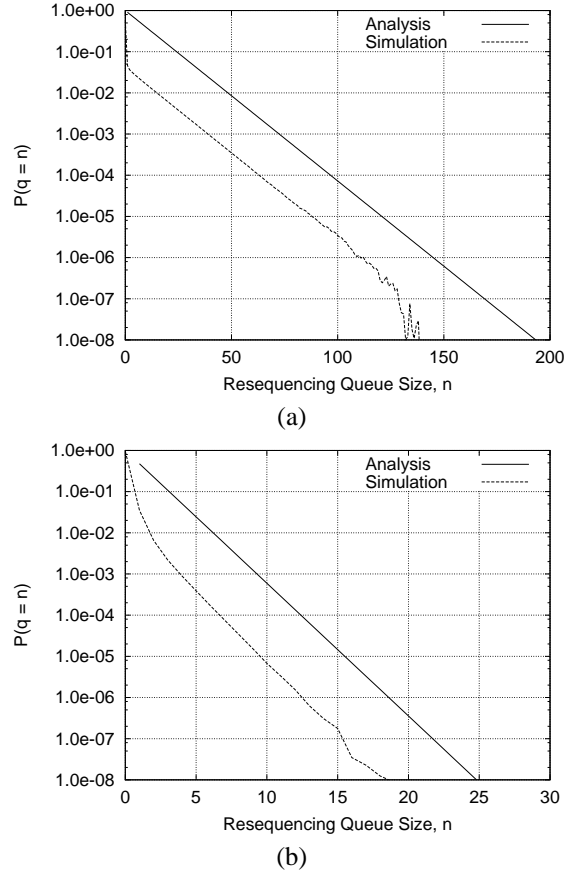 Analysis
Simulation
1.0e+00
1.0e-01
1.0e-02
1.0e-03
1.0e-04
1.0e-05
1.0e-06
1.0e-07
1.0e-08
P(q = n)
0 50 100 150 200
Resequencing Queue Size, n
(a)
Analysis
Simulation
1.0e+00
1.0e-01
1.0e-02
1.0e-03
1.0e-04
1.0e-05
1.0e-06
1.0e-07
1.0e-08
P(q = n)
0 5 10 15 20 25 30
Resequencing Queue Size, n
(b)